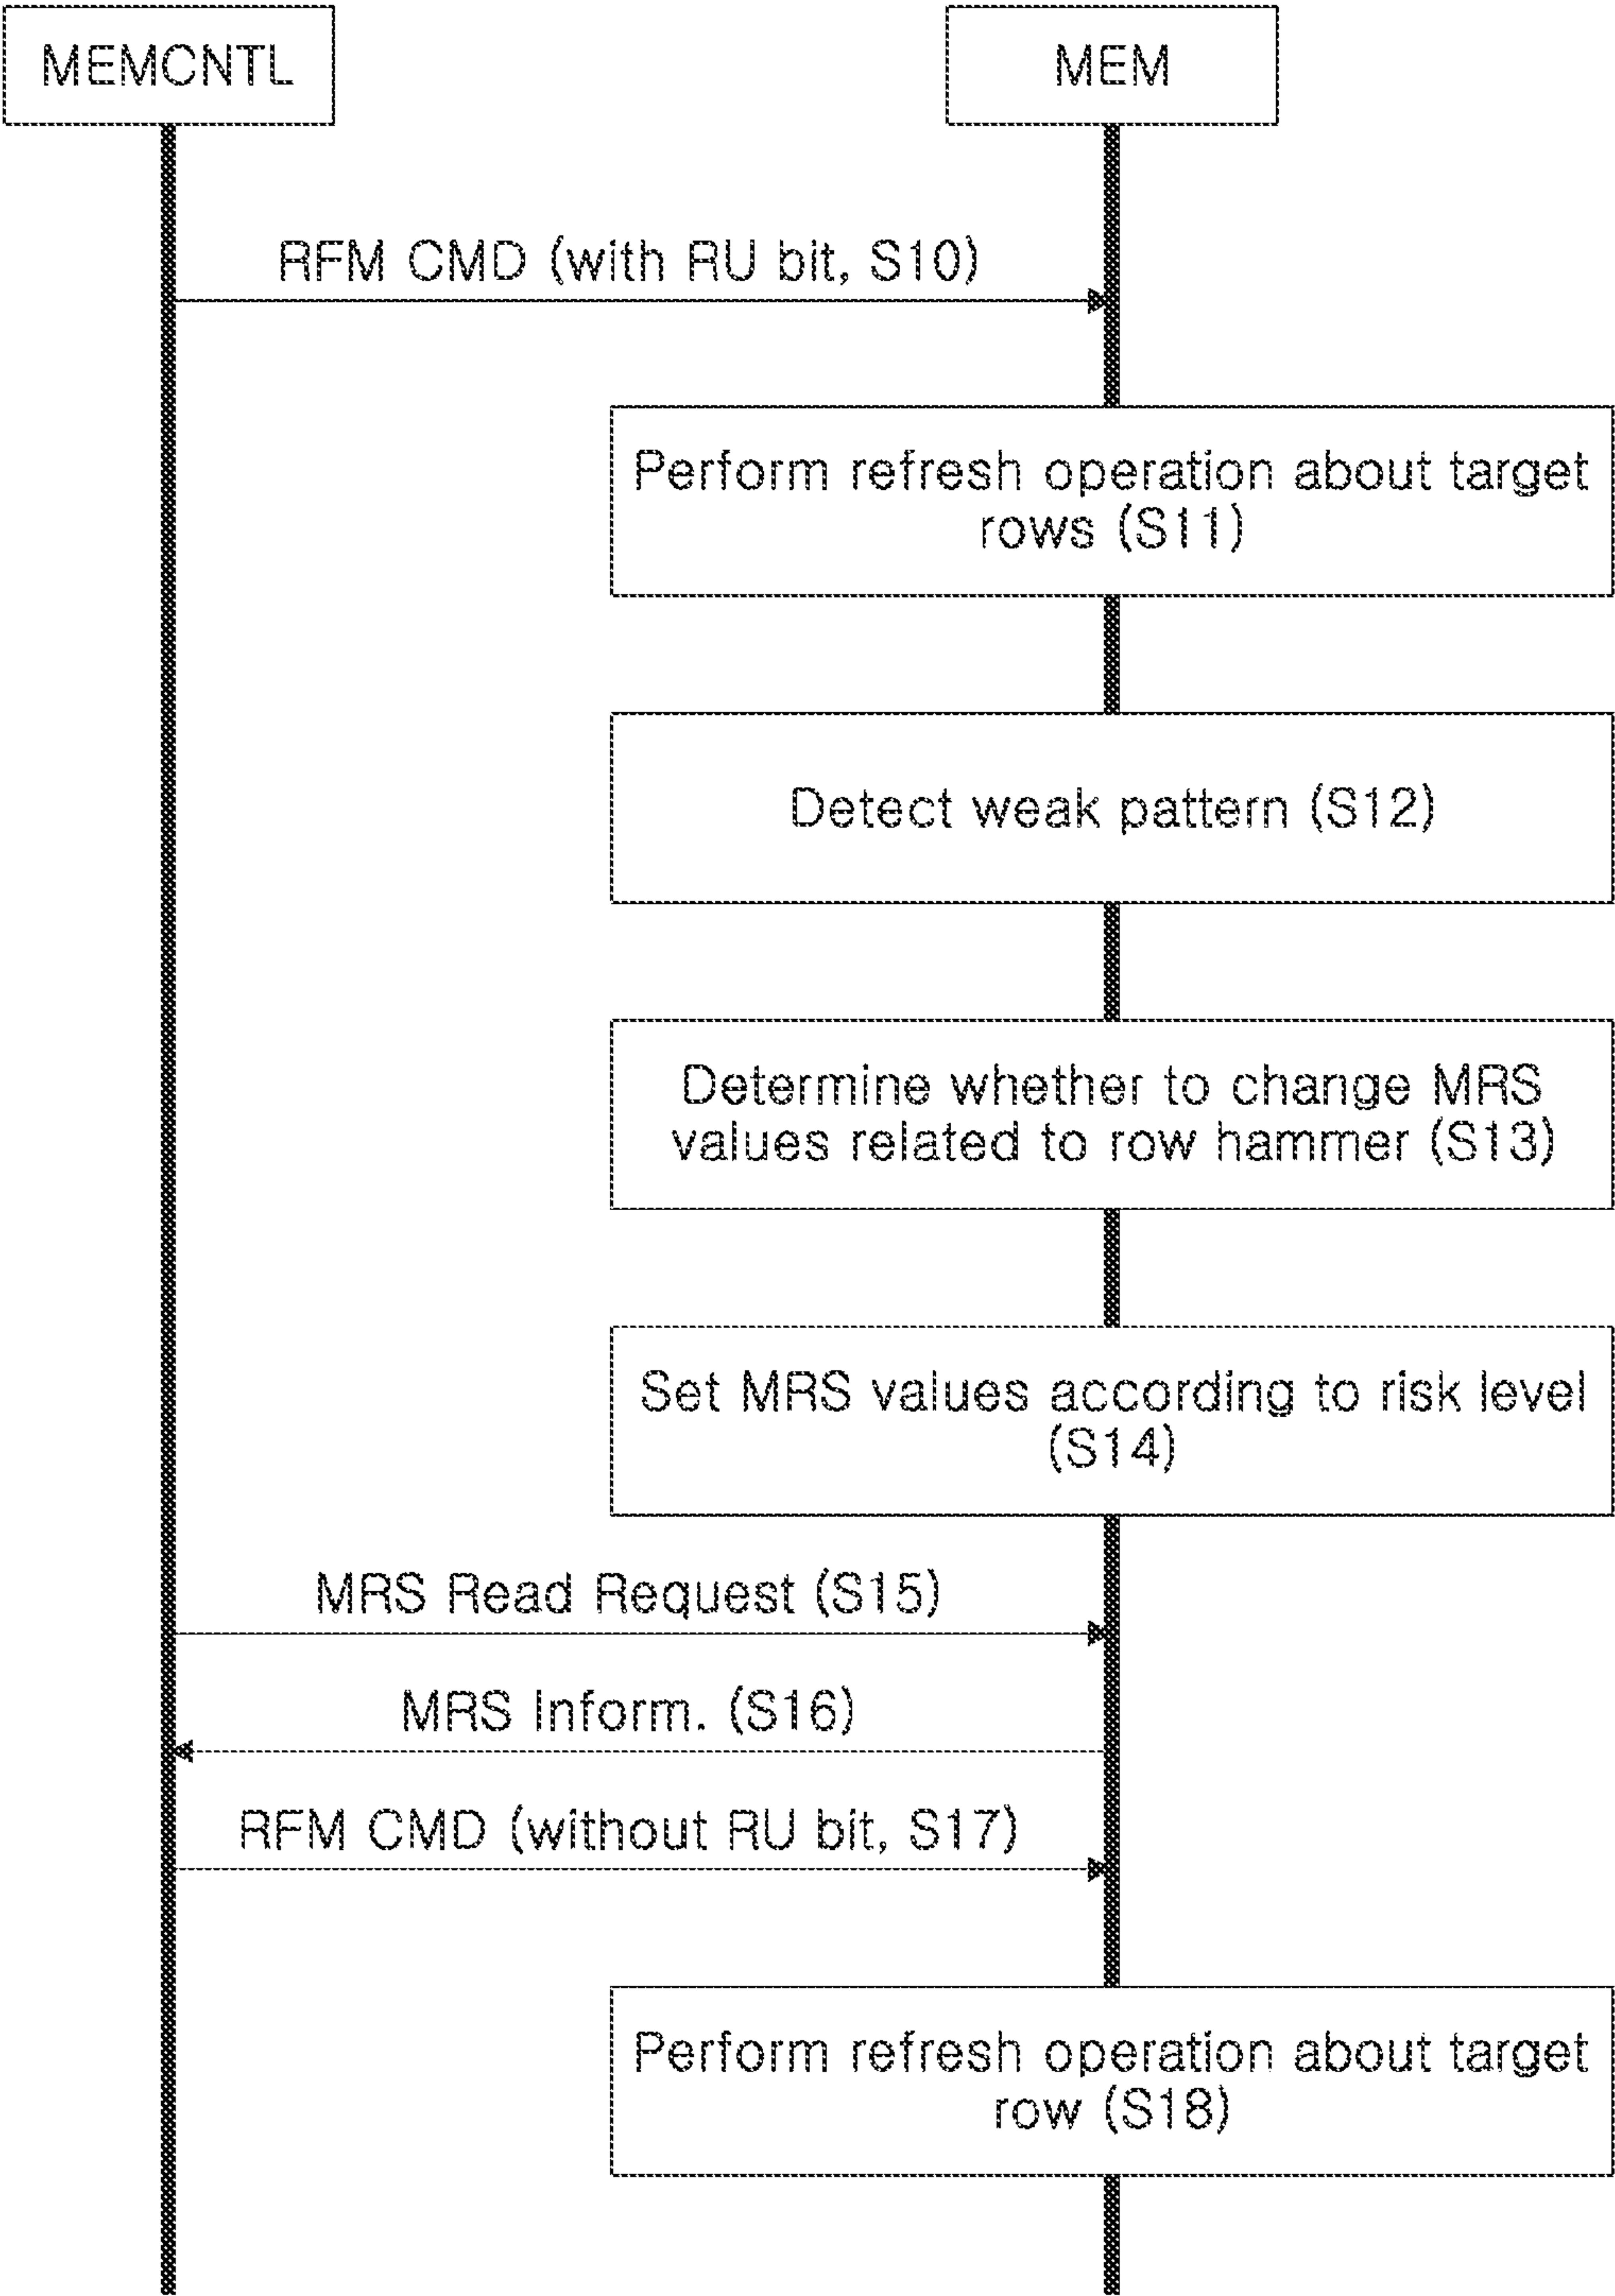 MEMCNTL
MEM
RFM CMD (with RU bit, S10)
Perform refresh operation about target
rows (S11)
Detect weak pattern (S12)
Determine whether to change MRS
values related to row hammer (S13)
Set MRS values according to risk level
(S14)
MRS Read Request (S15)
MRS Inform. (S16)
RFM CMD (without RU bit, S17)
Perform refresh operation about target
row (S18)